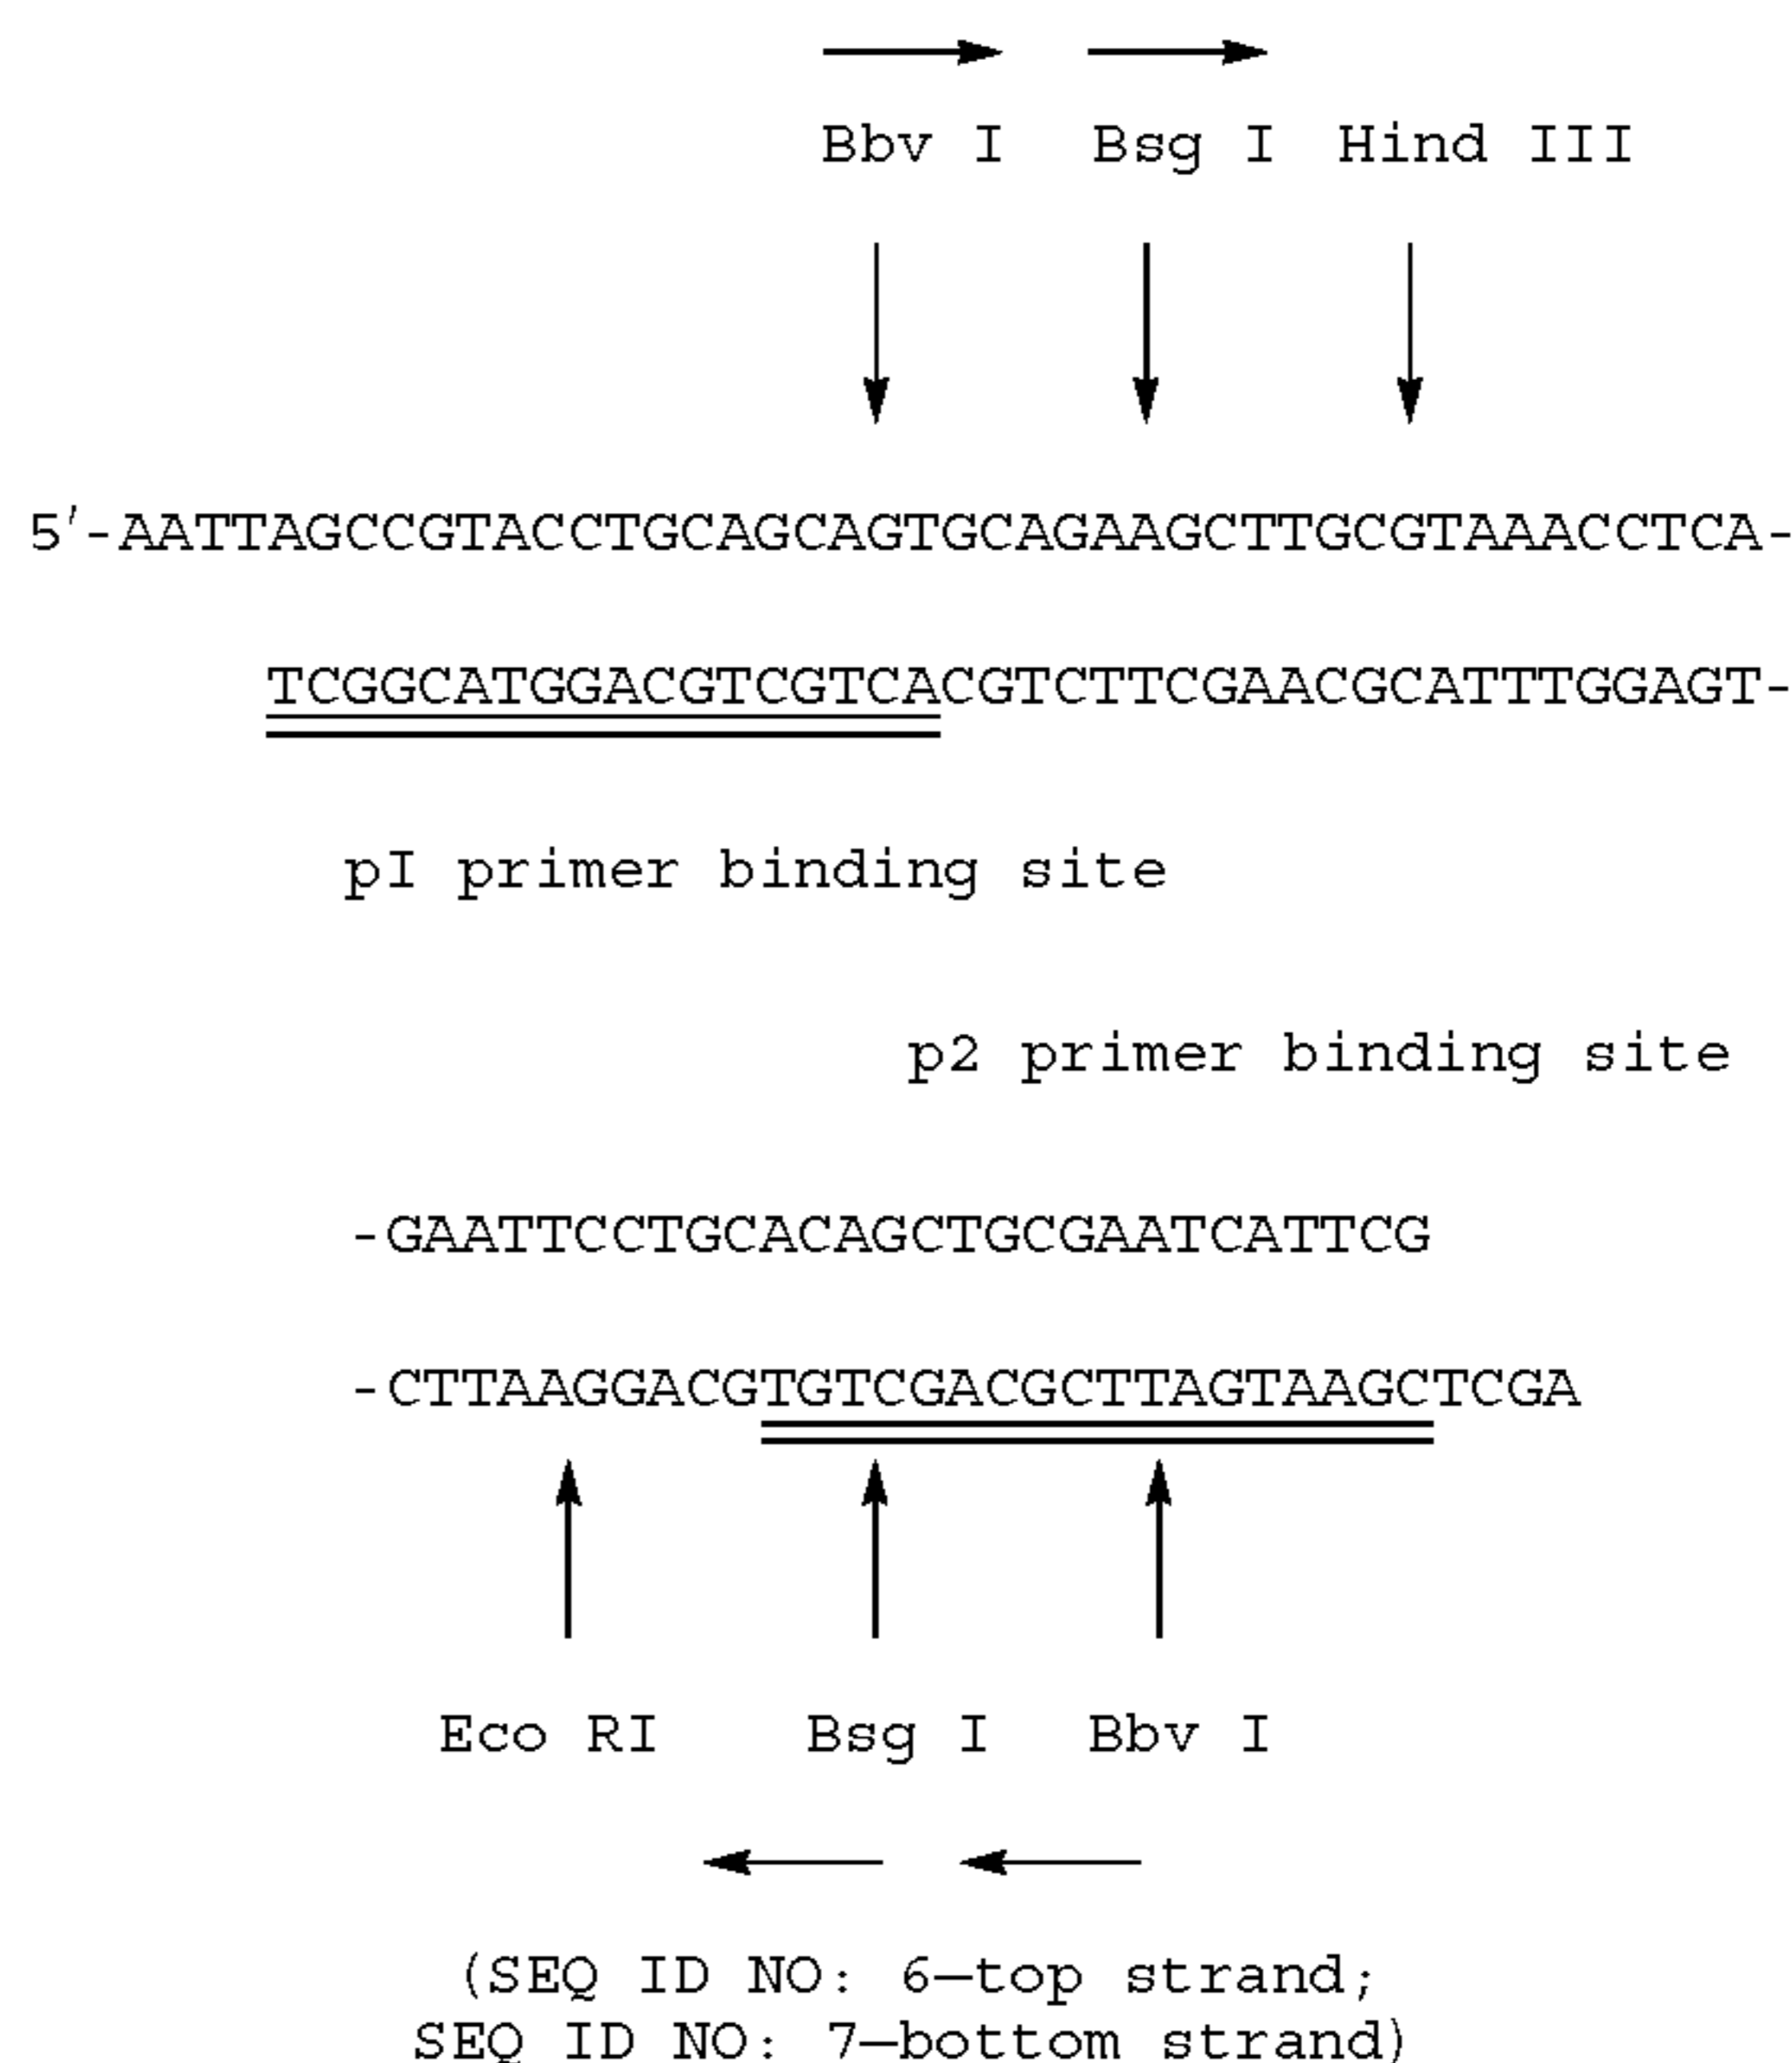 Bbv I Bsg I Hind III
5'-AATTAGCCGTACCTGCAGCAGTGCAGAAGCTTGCGTAAACCTCA-
TCGGCATGGACGTCGTCACGTCTTCGAACGCATTTGGAGT-
pI primer binding site
p2 primer binding site
-GAATTCCTGCACAGCTGCGAATCATTCG
-CTTAAGGACGTGTCGACGCTTAGTAAGCTCGA
Eco RI Bsg I Bbv I
(SEQ ID NO: 6—top strand;
SEQ ID NO: 7—bottom strand)